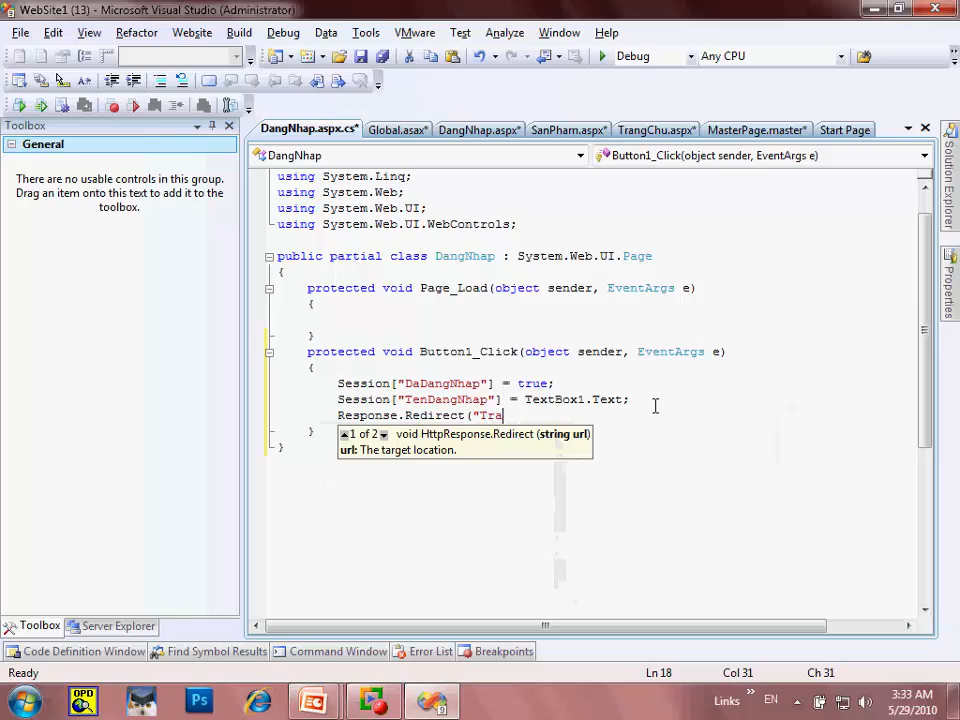 WebSite1 (13) - Microsoft Visual Studio (Administrator)
File Edit View Refactor Website Build Debug Data Tools VMware Test Analyze Window Help
Debug Any CPU
Toolbox
General
There are no usable controls in this group.
Drag an item onto this text to add it to the
toolbox.
DangNhap.aspx.cs* Global.asax* DangNhap.aspx* SanPham.aspx* TrangChu.aspx* MasterPage.master* Start Page
DangNhap Button1_Click(object sender, EventArgs e)
using System.Linq;
using System.Web;
using System.Web.UI;
using System.Web.UI.WebControls;
public partial class DangNhap : System.Web.UI.Page
{
protected void Page_Load(object sender, EventArgs e)
{
}
protected void Button1_Click(object sender, EventArgs e)
{
Session["DaDangNhap"] = true;
Session["TenDangNhap"] = TextBox1.Text;
Response.Redirect("Tra
}
1 of 2 void HttpResponse.Redirect (string url)
}
url: The target location.
Solution Explorer
Properties
Toolbox Server Explorer
Code Definition Window Find Symbol Results Command Window Error List Breakpoints
Ready Ln 18 Col 31 Ch 31
OPD Ps 9 Links » EN 3:33 AM
5/29/2010